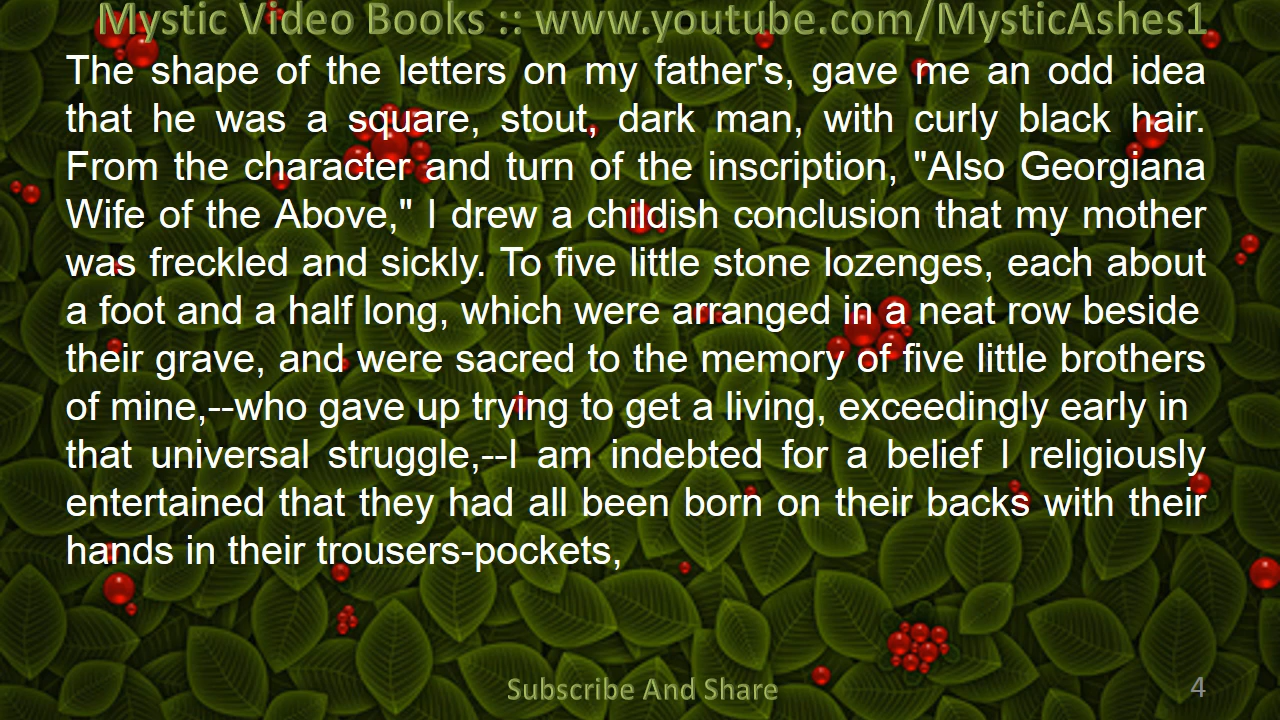 Mystic Video Books :: www.youtube.com/MysticAshes1
The shape of the letters on my father's, gave me an odd idea
that he was a square, stout, dark man, with curly black hair.
From the character and turn of the inscription, "Also Georgiana
Wife of the Above," I drew a childish conclusion that my mother
was freckled and sickly. To five little stone lozenges, each about
a foot and a half long, which were arranged in a neat row beside
their grave, and were sacred to the memory of five little brothers
of mine,--who gave up trying to get a living, exceedingly early in
that universal struggle,--I am indebted for a belief I religiously
entertained that they had all been born on their backs with their
hands in their trousers-pockets,
Subscribe And Share
4